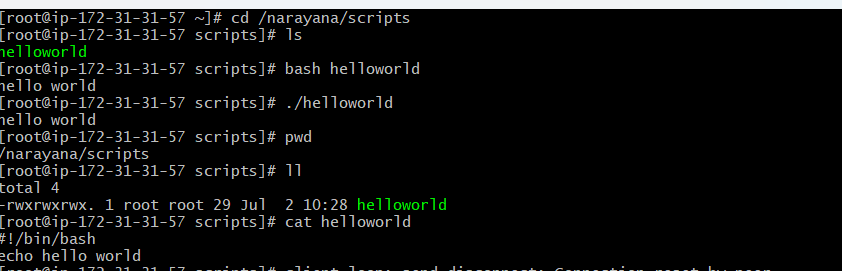 [root@ip-172-31-31-57 ~]# cd /narayana/scripts
[root@ip-172-31-31-57 scripts]# ls
helloworld
[root@ip-172-31-31-57 scripts]# bash helloworld
hello world
[root@ip-172-31-31-57 scripts]# ./helloworld
hello world
[root@ip-172-31-31-57 scripts]# pwd
/narayana/scripts
[root@ip-172-31-31-57 scripts]# ll
total 4
-rwxrwxrwx. 1 root root 29 Jul  2 10:28 helloworld
[root@ip-172-31-31-57 scripts]# cat helloworld
#!/bin/bash
echo hello world
[root@ip-172-31-31-57 scripts]# client_loop: send disconnect: Connection reset by peer